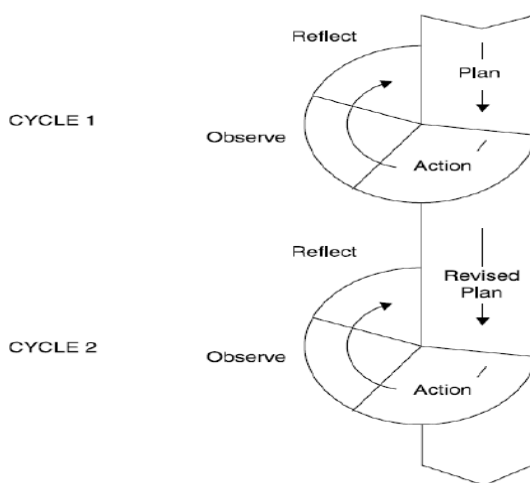 Reflect
Plan
CYCLE 1
Observe
Action
Reflect
Revised
Plan
CYCLE 2
Observe
Action